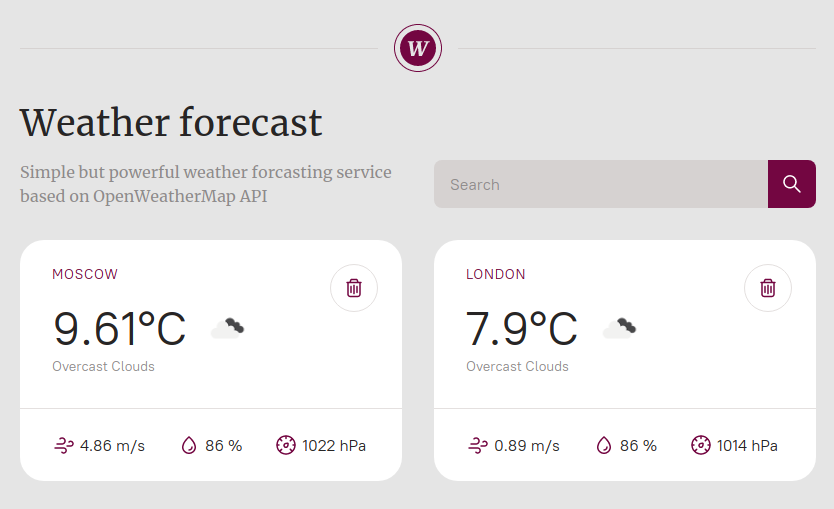 W
Weather forecast
Simple but powerful weather forcasting service
based on OpenWeatherMap API
Search
MOSCOW
9.61°C
Overcast Clouds
4.86 m/s 86 % 1022 hPa
LONDON
7.9°C
Overcast Clouds
0.89 m/s 86 % 1014 hPa